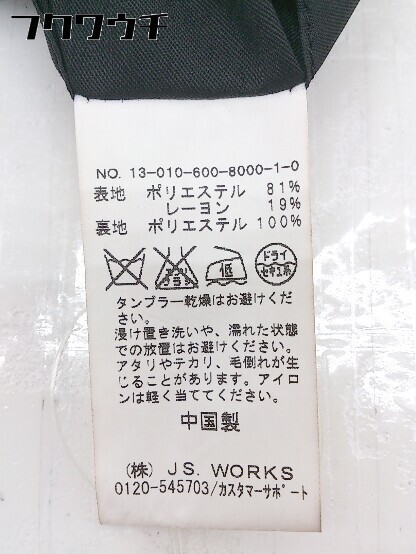 フクウクチ
NO. 13-010-600-8000-1-0
表地 ポリエステル 81%
レーヨン 19%
裏地 ポリエステル 100%
エンソサラシ 低 ドライ
セキユ系
タンブラー乾燥はお避けくだ
さい。
浸け置き洗いや、濡れた状態
での放置はお避けください。
アタリやテカリ、毛倒れが生
じることがあります。アイロ
ンは軽く当ててください。
中国製
(株) JS. WORKS
0120-545703/カスタマーサポート